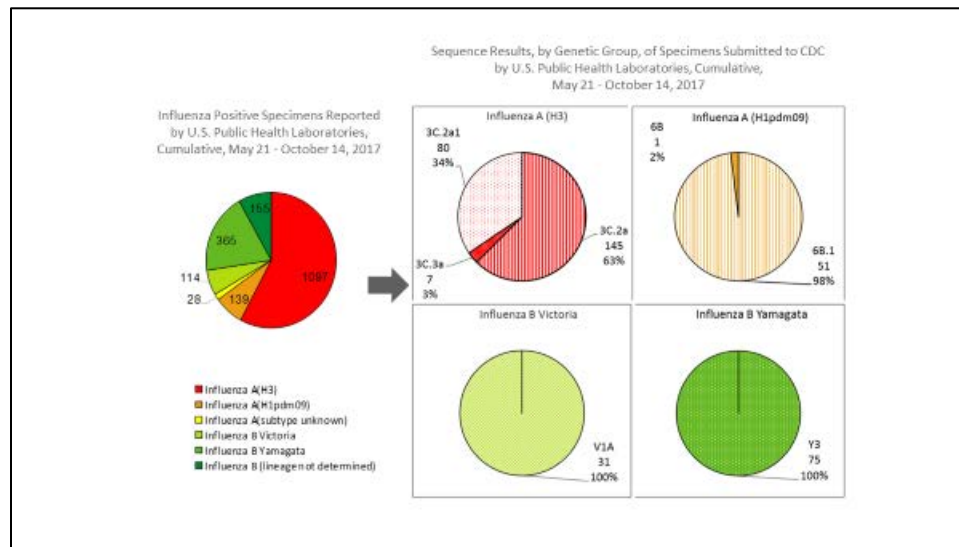 Sequence Results, by Genetic Group, of Specimens Submitted to CDC
by U.S. Public Health Laboratories, Cumulative,
May 21 - October 14, 2017
Influenza Positive Specimens Reported
by U.S. Public Health Laboratories,
Cumulative, May 21 - October 14, 2017
155
365
1097
114
28
139
Influenza A(H3)
Influenza A(H1pdm09)
Influenza A(subtype unknown)
Influenza B Victoria
Influenza B Yamagata
Influenza B (lineage not determined)
Influenza A (H3)
3C.2a1
80
34%
3C.2a
145
63%
3C.3a
7
3%
Influenza A (H1pdm09)
6B
1
2%
6B.1
51
98%
Influenza B Victoria
V1A
31
100%
Influenza B Yamagata
Y3
75
100%